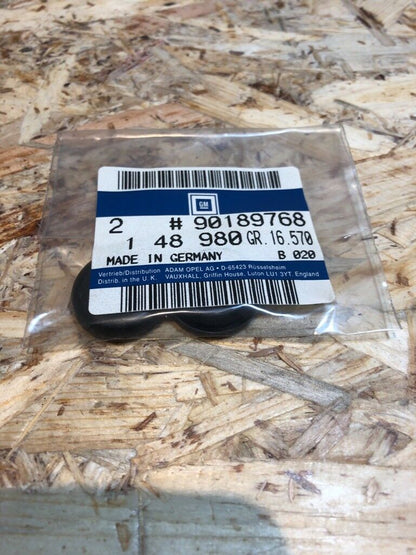 GM
2 # 90189768
1 48 980 GR.16.570
MADE IN GERMANY B 020
Vertrieb/Distribution ADAM OPEL AG • D-65423 Rüsselsheim
Distrib. in the U.K. VAUXHALL, Griffin House, Luton LU1 3YT. England